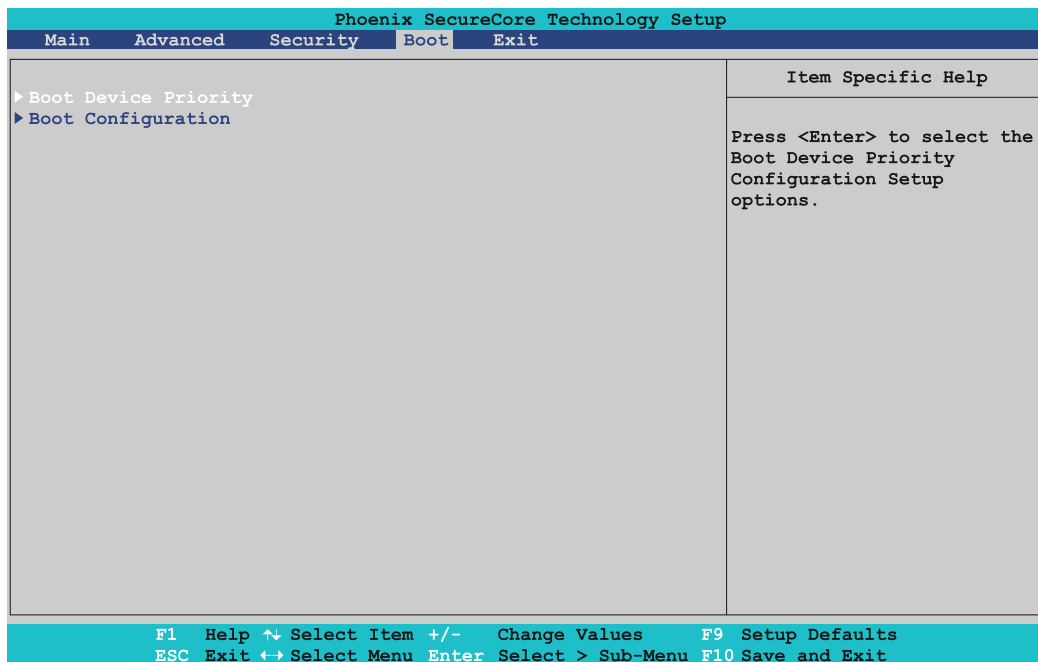 Phoenix SecureCore Technology Setup
Main Advanced Security Boot Exit
Boot Device Priority
Boot Configuration
Item Specific Help
Press <Enter> to select the
Boot Device Priority
Configuration Setup
options.
F1 Help ↑↓ Select Item +/- Change Values F9 Setup Defaults
ESC Exit ←→ Select Menu Enter Select > Sub-Menu F10 Save and Exit